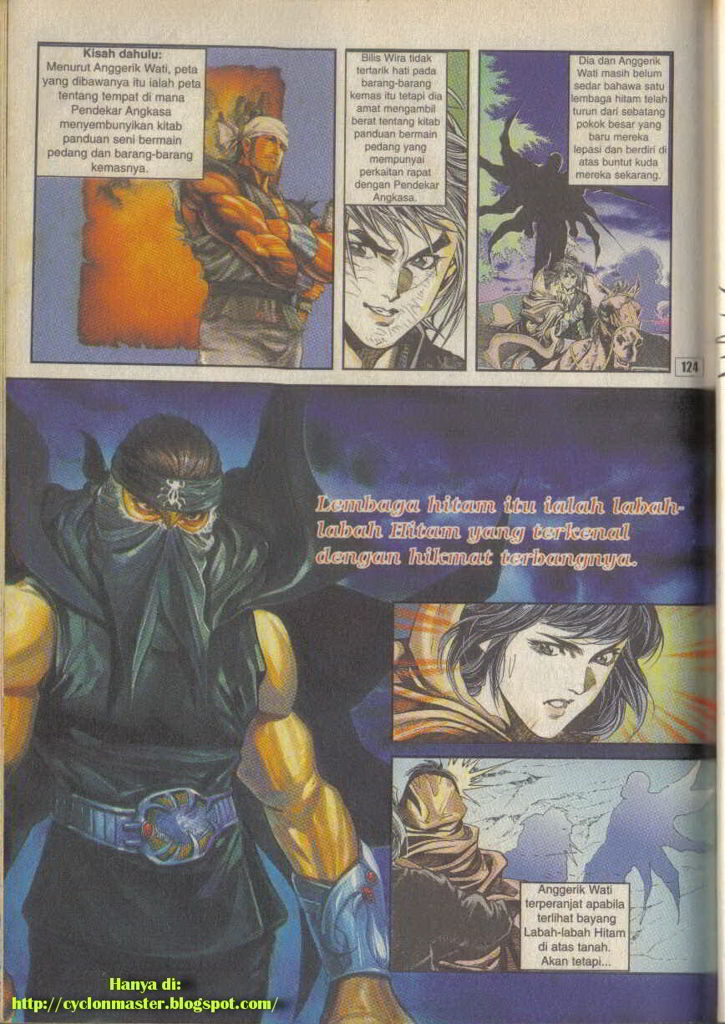 Kisah dahulu:
Menurut Anggerik Wati, peta
yang dibawanya itu ialah peta
tentang tempat di mana
Pendekar Angkasa
menyembunyikan kitab
panduan seni bermain
pedang dan barang-barang
kemasnya.
Bilis Wira tidak
tertarik hati pada
barang-barang
kemas itu tetapi dia
amat mengambil
berat tentang kitab
panduan bermain
pedang yang
mempunyai
perkaitan rapat
dengan Pendekar
Angkasa.
Dia dan Anggerik
Wati masih belum
sedar bahawa satu
lembaga hitam telah
turun dari sebatang
pokok besar yang
baru mereka
lepasi dan berdiri di
atas buntut kuda
mereka sekarang.
124
Lembaga hitam itu ialah labah-
labah Hitam yang terkenal
dengan hikmat terbangnya.
Anggerik Wati
terperanjat apabila
terlihat bayang
Labah-labah Hitam
di atas tanah.
Akan tetapi...
Hanya di:
http://cyclonmaster.blogspot.com/